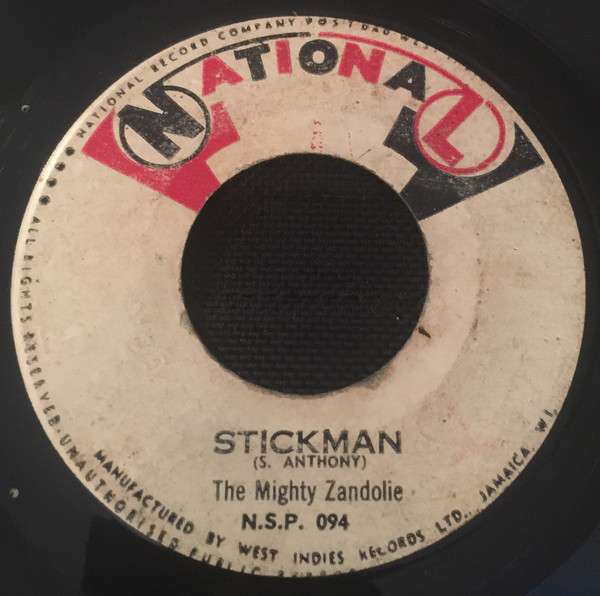 NATIONAL RECORD COMPANY
NATIONAL
STICKMAN
(S. ANTHONY)
The Mighty Zandolie
N.S.P. 094
MANUFACTURED BY WEST INDIES RECORDS LTD., JAMAICA, W.I.
ALL RIGHTS RESERVED·UNAUTHORISED PUBLIC